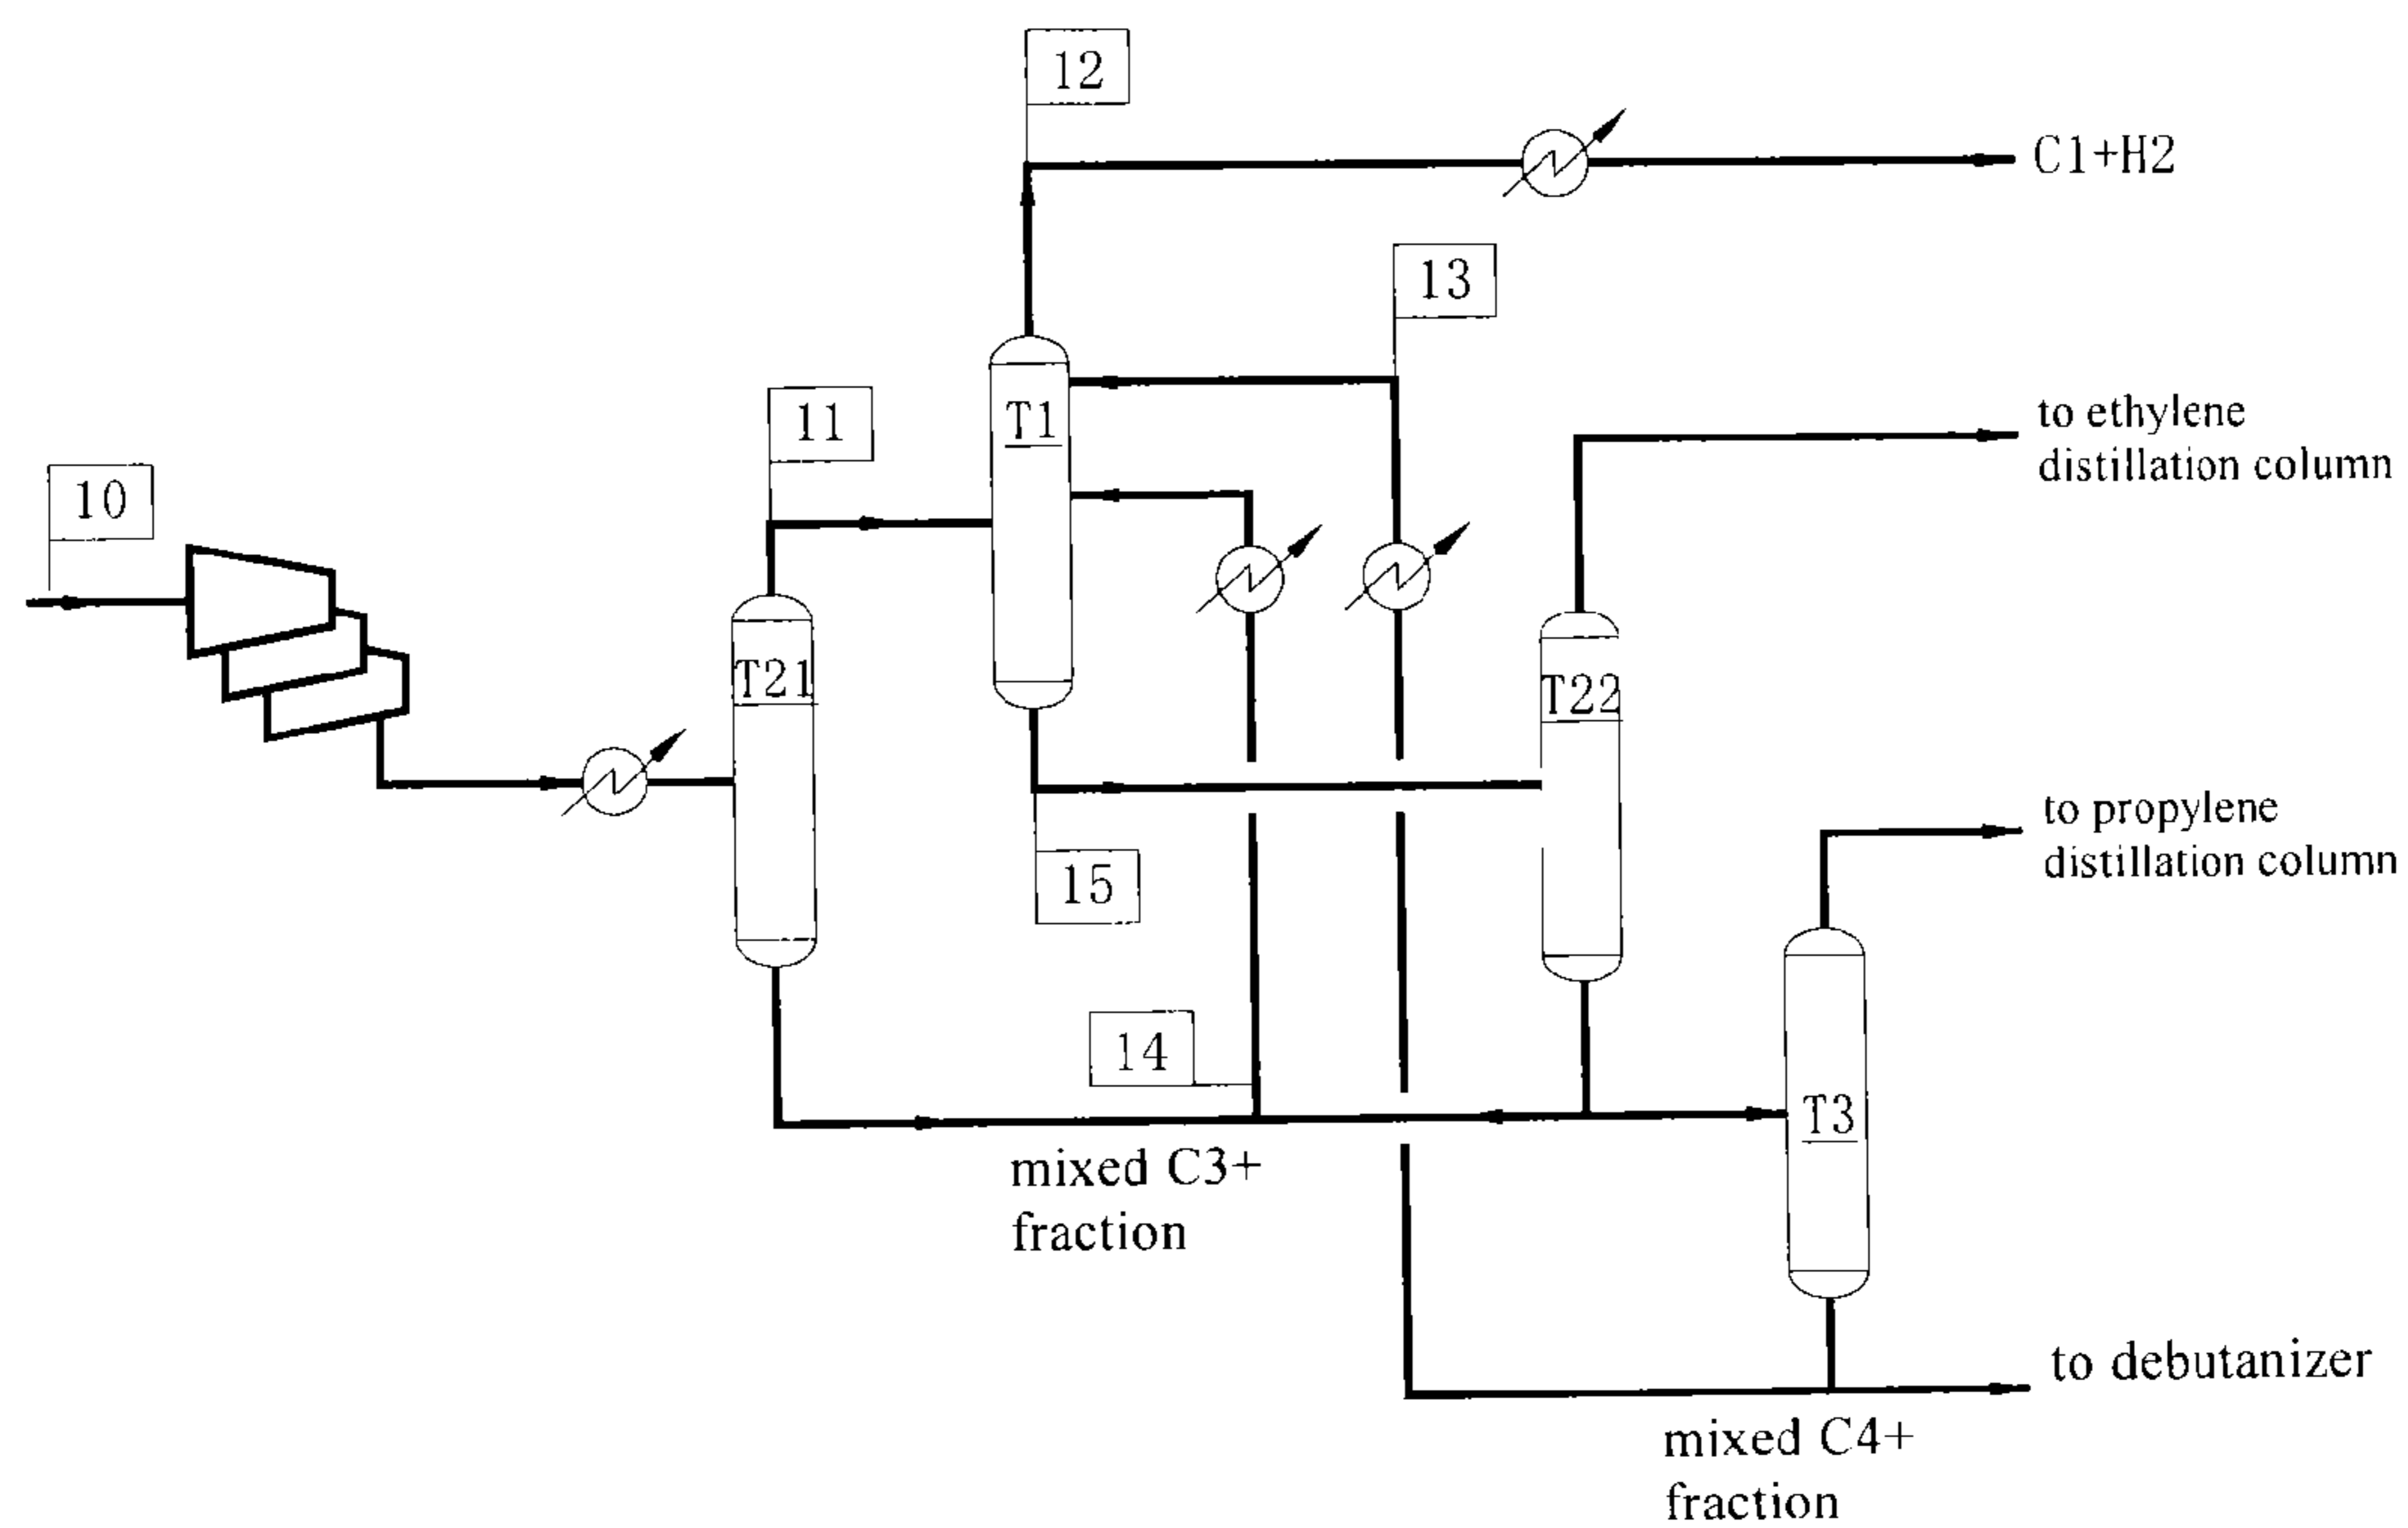 12
C1+H2
13
T1
11
to ethylene
distillation column
10
T21
T22
to propylene
distillation column
15
14
T3
mixed C3+
fraction
to debutanizer
mixed C4+
fraction